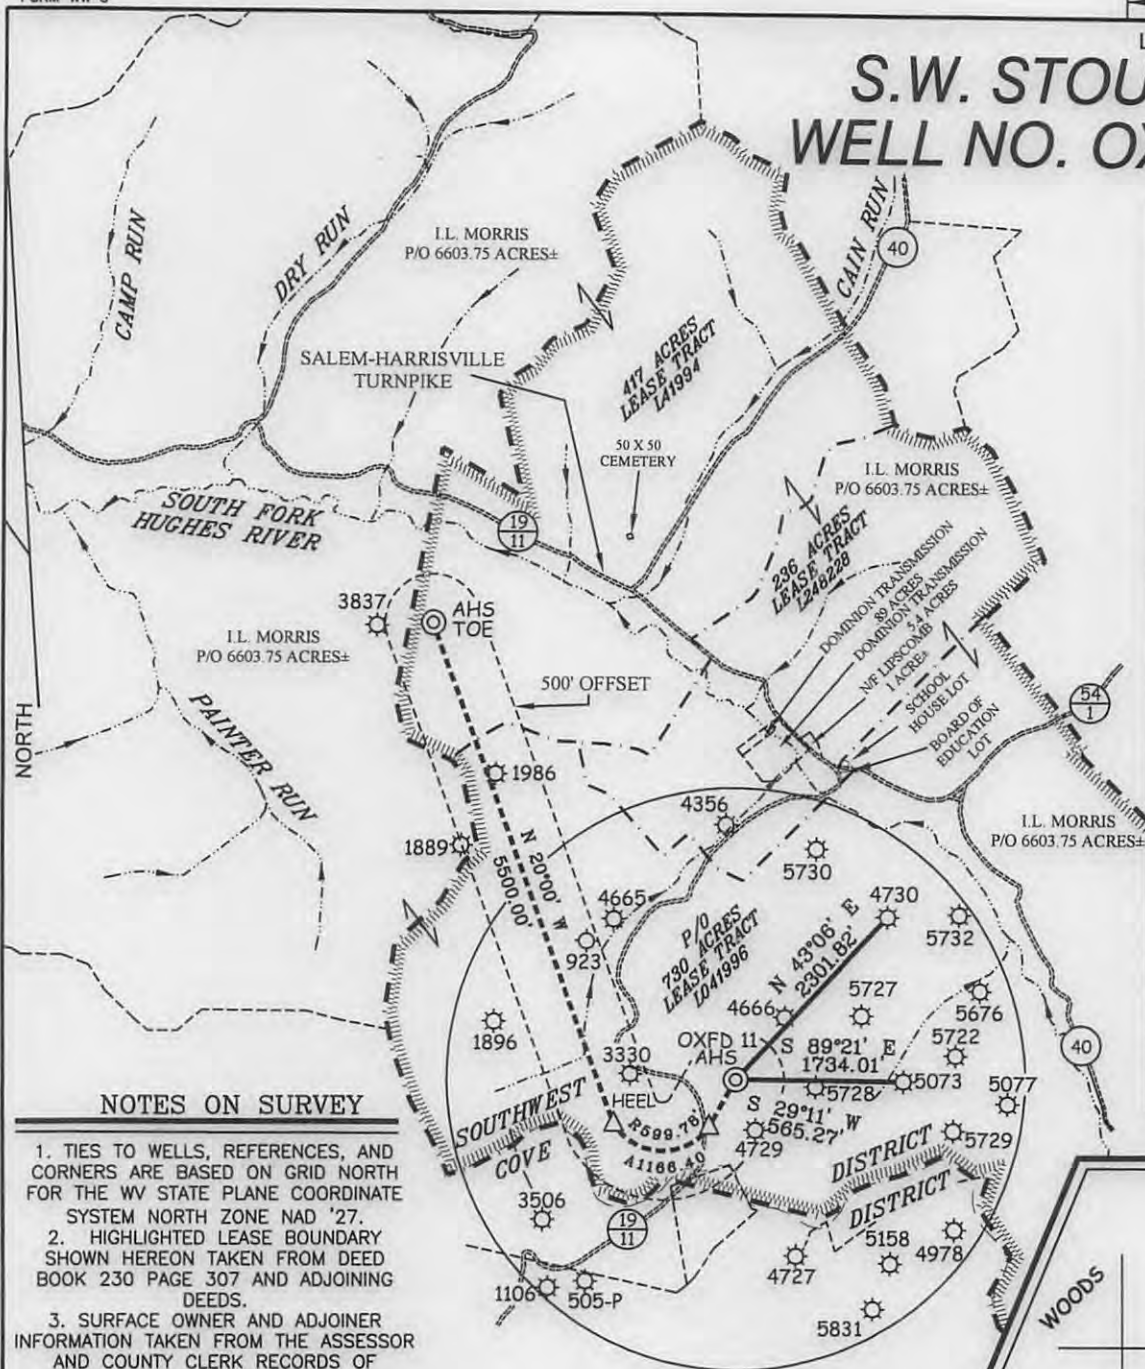 S.W. STOU
WELL NO. OX
CAMP RUN
DRY RUN
I.L. MORRIS
P/O 6603.75 ACRES±
CAIN RUN
40
SALEM-HARRISVILLE
TURNPIKE
417 ACRES
LEASE TRACT
LA1994
50 X 50
CEMETERY
I.L. MORRIS
P/O 6603.75 ACRES±
SOUTH FORK
HUGHES RIVER
19
11
236 ACRES
LEASE TRACT
L248228
DOMINION TRANSMISSION
89 ACRES
DOMINION TRANSMISSION
5.4 ACRES
N/F LIPSCOMB
1 ACRE±
SCHOOL
HOUSE LOT
BOARD OF
EDUCATION
LOT
3837
AHS
TOE
I.L. MORRIS
P/O 6603.75 ACRES±
500' OFFSET
54
1
NORTH
PAINTER RUN
1986
4356
I.L. MORRIS
P/O 6603.75 ACRES±
1889
N 20°00' W
5500.00'
5730
4665
4730
5732
923
P/O
730 ACRES
LEASE TRACT
L041996
N 43°06' E
2301.82'
4666
5727
5676
1896
3330
OXFD 11
AHS
S 89°21' E
1734.01'
5722
40
5728
5073
5077
HEEL
R599.76'
A1166.40
S 29°11' W
565.27'
4729
5729
SOUTHWEST
COVE
DISTRICT
DISTRICT
3506
19
11
5158
4978
4727
1106
505-P
5831
WOODS
NOTES ON SURVEY
1. TIES TO WELLS, REFERENCES, AND
CORNERS ARE BASED ON GRID NORTH
FOR THE WV STATE PLANE COORDINATE
SYSTEM NORTH ZONE NAD '27.
2. HIGHLIGHTED LEASE BOUNDARY
SHOWN HEREON TAKEN FROM DEED
BOOK 230 PAGE 307 AND ADJOINING
DEEDS.
3. SURFACE OWNER AND ADJOINER
INFORMATION TAKEN FROM THE ASSESSOR
AND COUNTY CLERK RECORDS OF